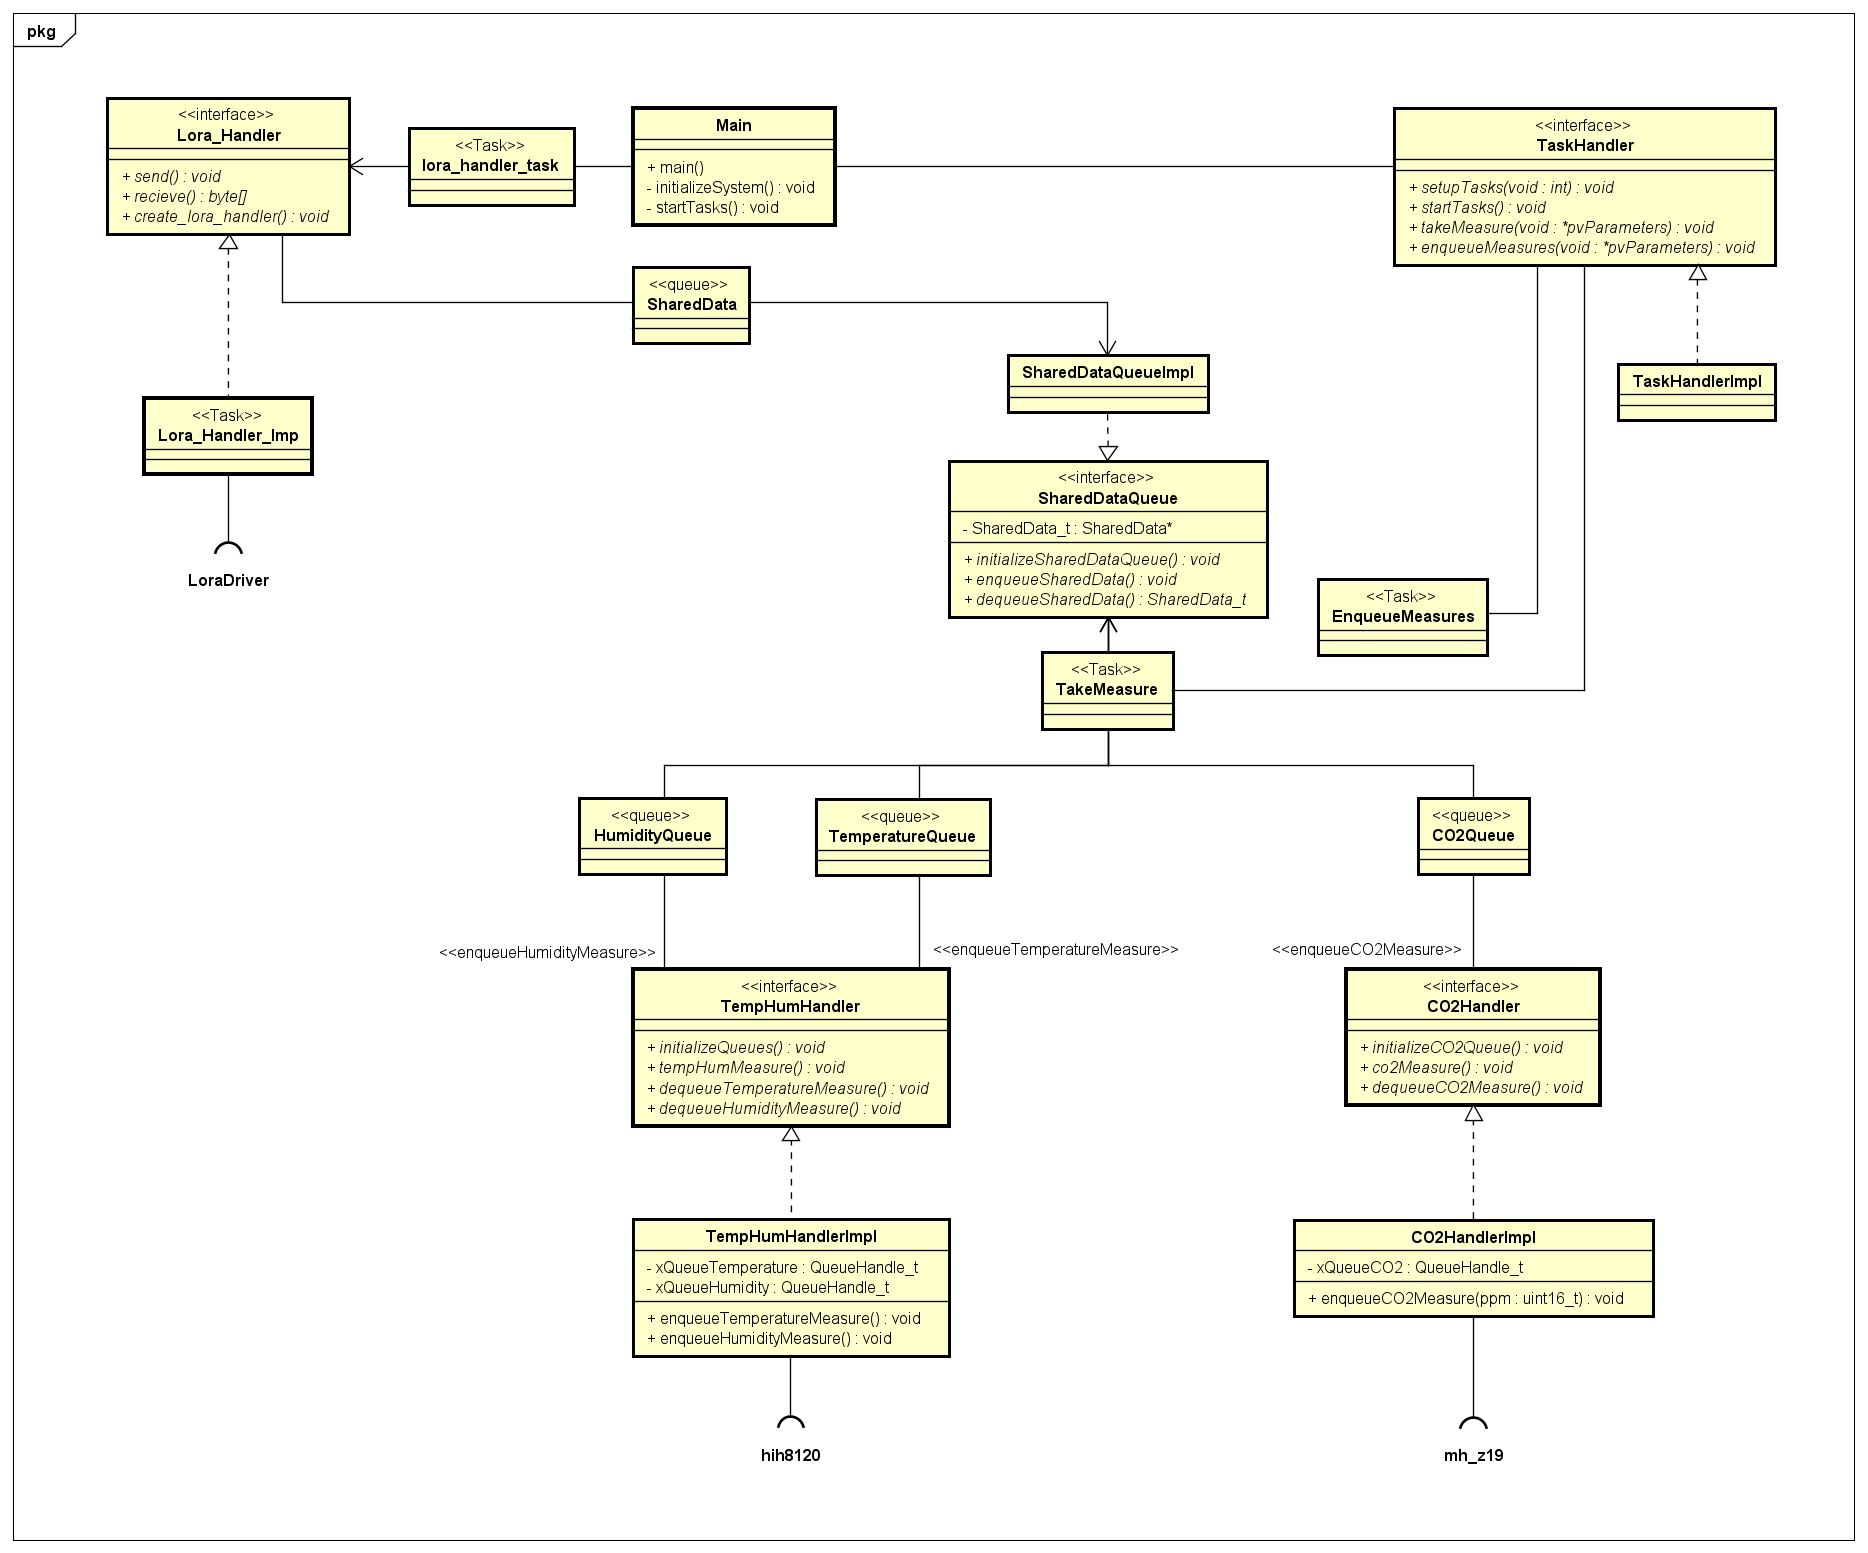 pkg
<<interface>>
Lora_Handler
+ send() : void
+ recieve() : byte[]
+ create_lora_handler() : void
<<Task>>
lora_handler_task
Main
+ main()
- initializeSystem() : void
- startTasks() : void
<<interface>>
TaskHandler
+ setupTasks(void : int) : void
+ startTasks() : void
+ takeMeasure(void : *pvParameters) : void
+ enqueueMeasures(void : *pvParameters) : void
<<queue>>
SharedData
SharedDataQueueImpl
TaskHandlerImpl
<<Task>>
Lora_Handler_Imp
LoraDriver
<<interface>>
SharedDataQueue
- SharedData_t : SharedData*
+ initializeSharedDataQueue() : void
+ enqueueSharedData() : void
+ dequeueSharedData() : SharedData_t
<<Task>>
EnqueueMeasures
<<Task>>
TakeMeasure
<<queue>>
HumidityQueue
<<queue>>
TemperatureQueue
<<queue>>
CO2Queue
<<enqueueHumidityMeasure>>
<<enqueueTemperatureMeasure>>
<<enqueueCO2Measure>>
<<interface>>
TempHumHandler
+ initializeQueues() : void
+ tempHumMeasure() : void
+ dequeueTemperatureMeasure() : void
+ dequeueHumidityMeasure() : void
<<interface>>
CO2Handler
+ initializeCO2Queue() : void
+ co2Measure() : void
+ dequeueCO2Measure() : void
TempHumHandlerImpl
- xQueueTemperature : QueueHandle_t
- xQueueHumidity : QueueHandle_t
+ enqueueTemperatureMeasure() : void
+ enqueueHumidityMeasure() : void
CO2HandlerImpl
- xQueueCO2 : QueueHandle_t
+ enqueueCO2Measure(ppm : uint16_t) : void
hih8120
mh_z19